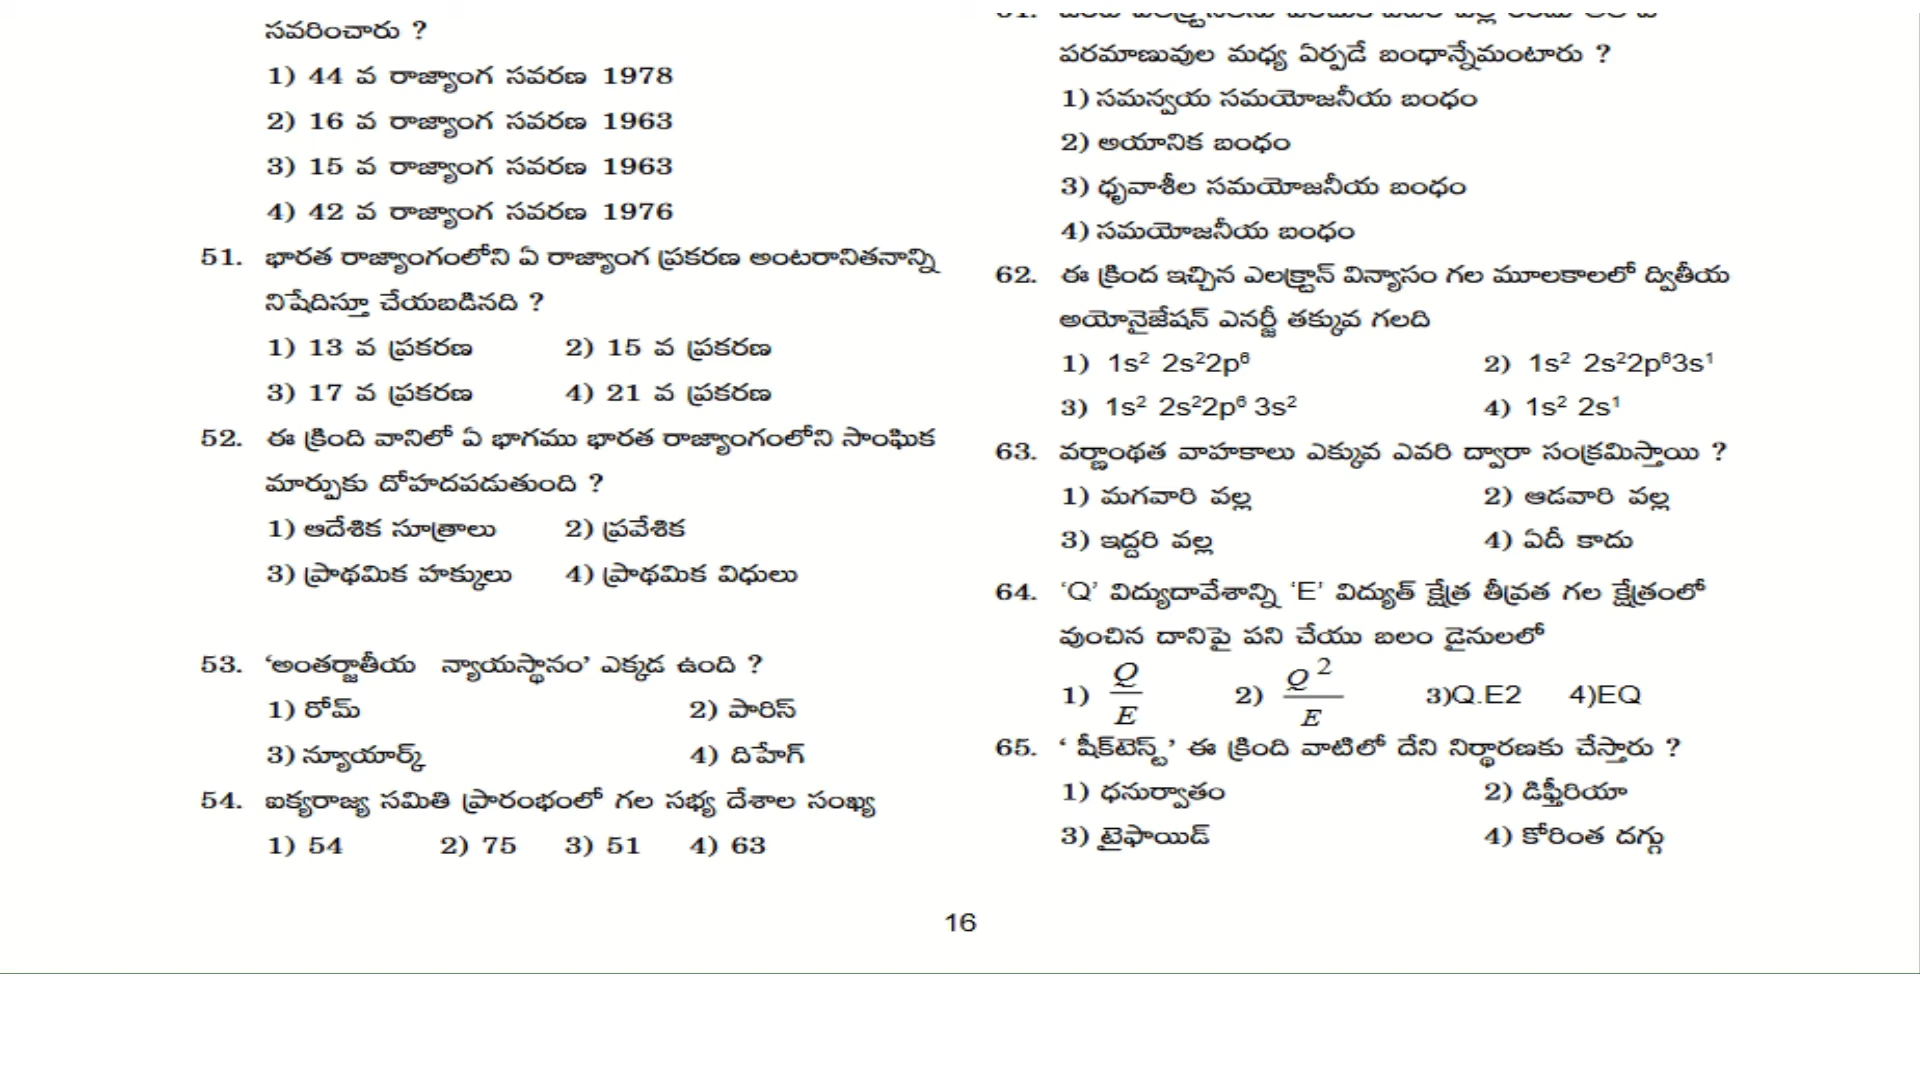 సవరించారు ?
1) 44 వ రాజ్యాంగ సవరణ 1978
2) 16 వ రాజ్యాంగ సవరణ 1963
3) 15 వ రాజ్యాంగ సవరణ 1963
4) 42 వ రాజ్యాంగ సవరణ 1976
51. భారత రాజ్యాంగంలోని ఏ రాజ్యాంగ ప్రకరణ అంటరానితనాన్ని
నిషేదిస్తూ చేయబడినది ?
1) 13 వ ప్రకరణ 2) 15 వ ప్రకరణ
3) 17 వ ప్రకరణ 4) 21 వ ప్రకరణ
52. ఈ క్రింది వానిలో ఏ భాగము భారత రాజ్యాంగంలోని సాంఘిక
మార్పుకు దోహదపడుతుంది ?
1) ఆదేశిక సూత్రాలు 2) ప్రవేశిక
3) ప్రాథమిక హక్కులు 4) ప్రాథమిక విధులు
53. ‘అంతర్జాతీయ న్యాయస్థానం’ ఎక్కడ ఉంది ?
1) రోమ్ 2) పారిస్
3) న్యూయార్క్ 4) దిహేగ్
54. ఐక్యరాజ్య సమితి ప్రారంభంలో గల సభ్య దేశాల సంఖ్య
1) 54 2) 75 3) 51 4) 63
పరమాణువుల మధ్య ఏర్పడే బంధాన్నేమంటారు ?
1) సమన్వయ సమయోజనీయ బంధం
2) అయానిక బంధం
3) ధృవాశీల సమయోజనీయ బంధం
4) సమయోజనీయ బంధం
62. ఈ క్రింద ఇచ్చిన ఎలక్ట్రాన్ విన్యాసం గల మూలకాలలో ద్వితీయ
అయోనైజేషన్ ఎనర్జీ తక్కువ గలది
1) 1s² 2s²2p⁶ 2) 1s² 2s²2p⁶3s¹
3) 1s² 2s²2p⁶ 3s² 4) 1s² 2s¹
63. వర్ణాంథత వాహకాలు ఎక్కువ ఎవరి ద్వారా సంక్రమిస్తాయి ?
1) మగవారి వల్ల 2) ఆడవారి వల్ల
3) ఇద్దరి వల్ల 4) ఏదీ కాదు
64. ‘Q’ విద్యుదావేశాన్ని ‘E’ విద్యుత్ క్షేత్ర తీవ్రత గల క్షేత్రంలో
వుంచిన దానిపై పని చేయు బలం డైనులలో
1) Q/E 2) Q²/E 3)Q.E2 4)EQ
65. ‘ షీక్‌టెస్ట్ ’ ఈ క్రింది వాటిలో దేని నిర్ధారణకు చేస్తారు ?
1) ధనుర్వాతం 2) డిఫ్తీరియా
3) టైఫాయిడ్ 4) కోరింత దగ్గు
16